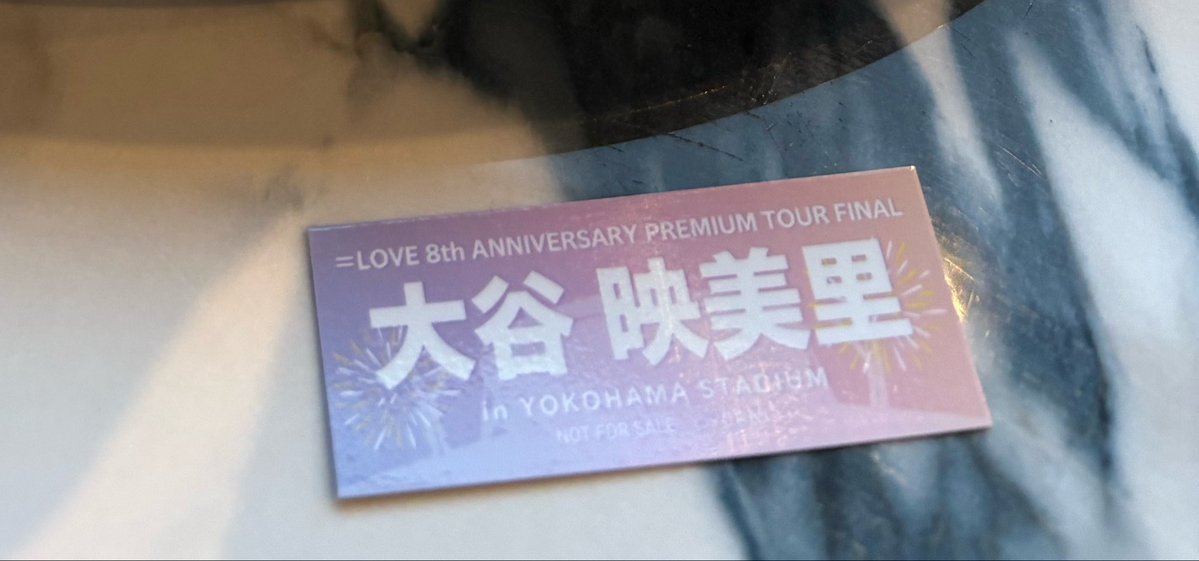 =LOVE 8th ANNIVERSARY PREMIUM TOUR FINAL
大谷 映美里
in YOKOHAMA STADIUM
NOT FOR SALE